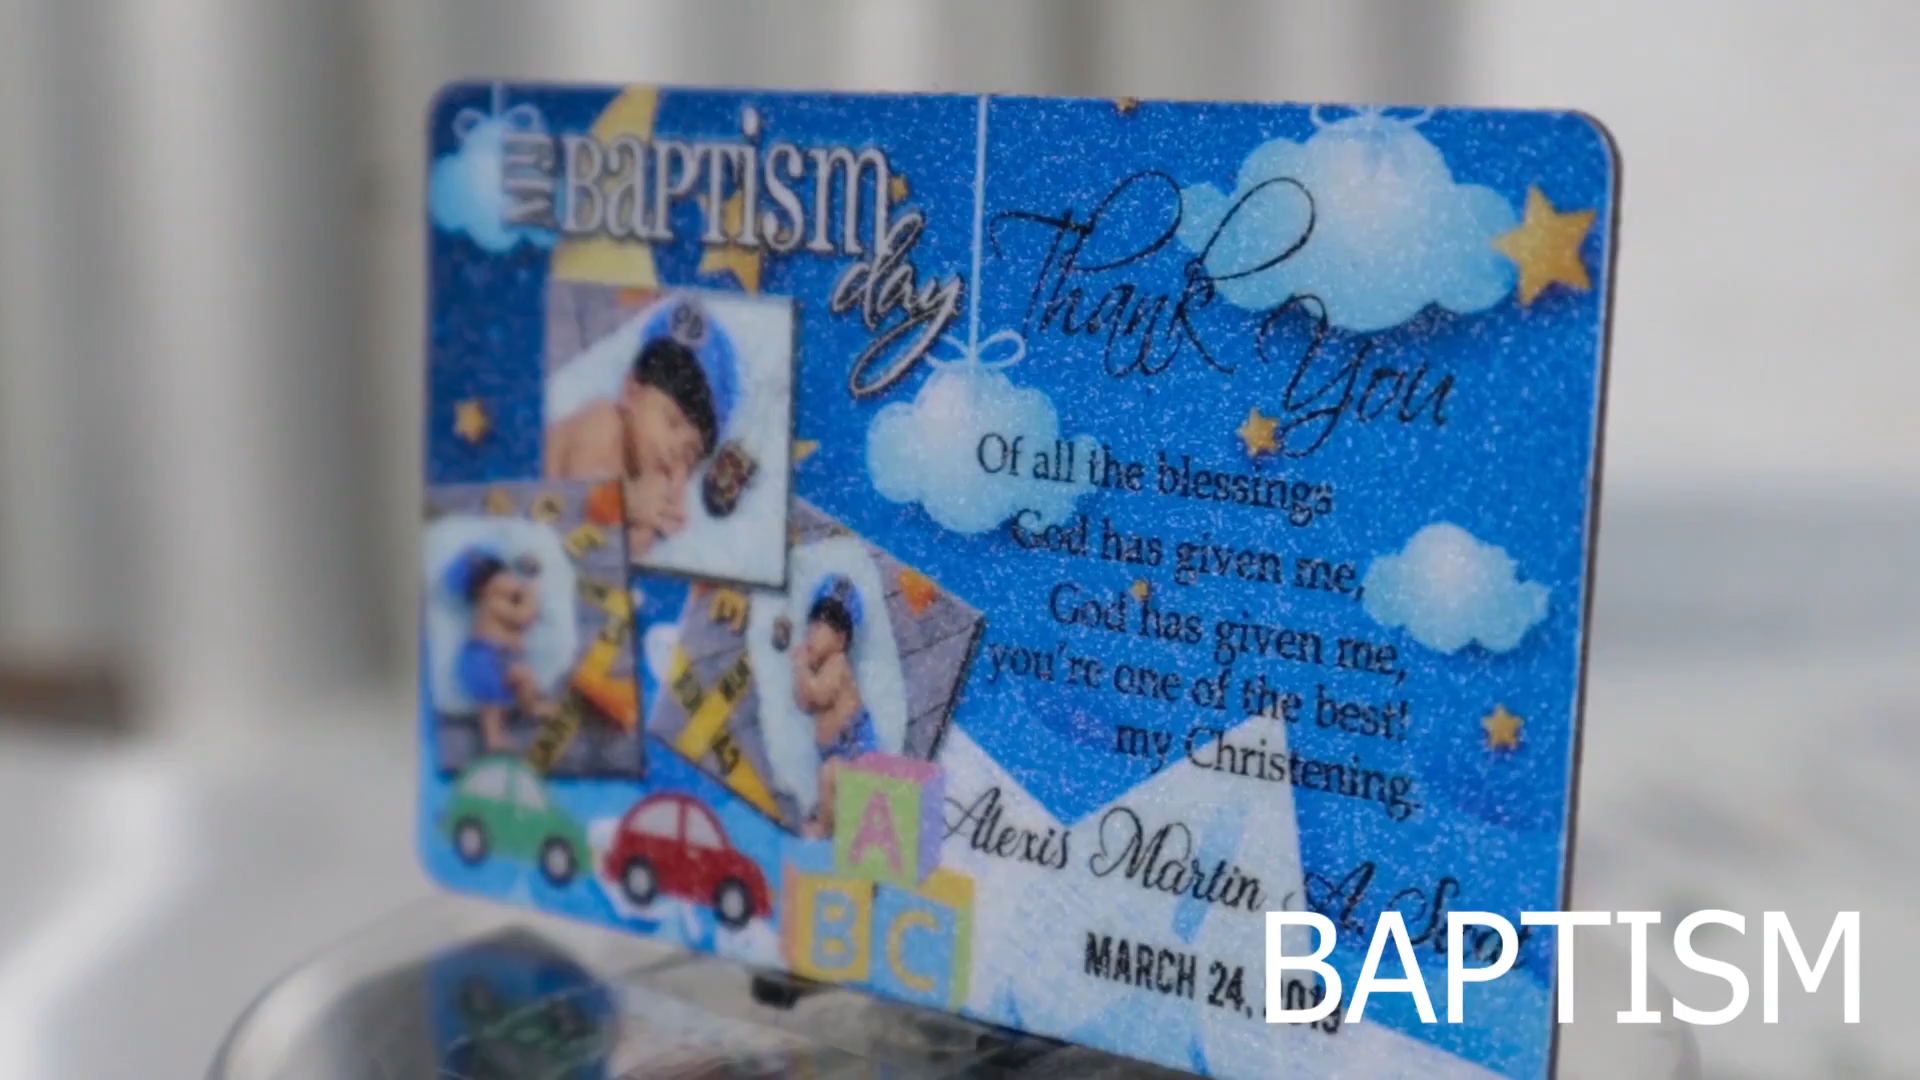 MY BAPTISM
day
Thank You
Of all the blessings
God has given me,
God has given me,
you're one of the best!
my Christening.
Alexis Martin A.
MARCH 24, 2019
A
B C
BAPTISM